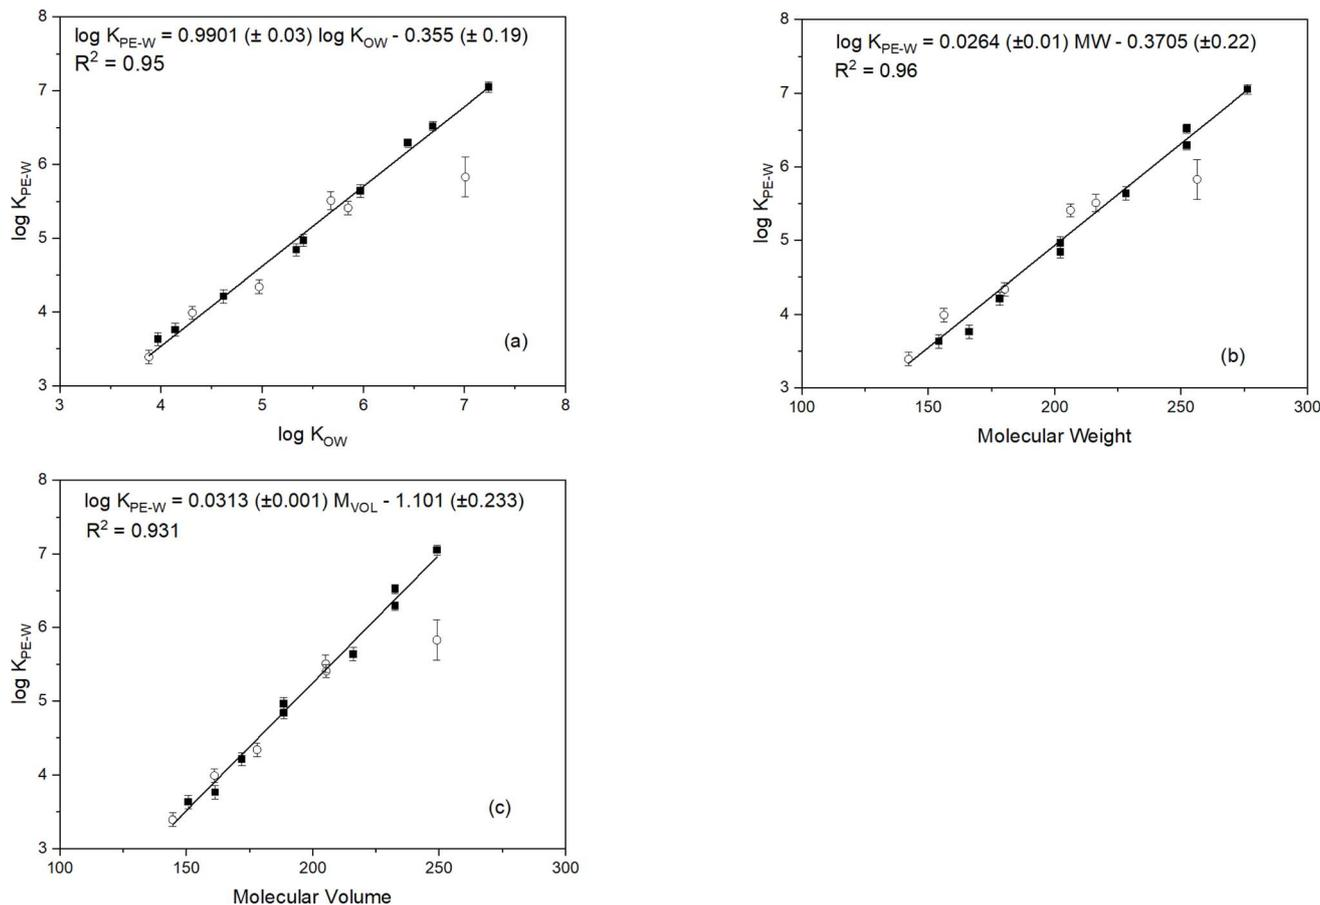 log K_PE-W = 0.9901 (± 0.03) log K_OW - 0.355 (± 0.19)
R² = 0.95
8
7
6
5
4
3
log K_PE-W
(a)
3 4 5 6 7 8
log K_OW
log K_PE-W = 0.0264 (±0.01) MW - 0.3705 (±0.22)
R² = 0.96
8
7
6
5
4
3
log K_PE-W
(b)
100 150 200 250 300
Molecular Weight
log K_PE-W = 0.0313 (±0.001) M_VOL - 1.101 (±0.233)
R² = 0.931
8
7
6
5
4
3
log K_PE-W
(c)
100 150 200 250 300
Molecular Volume